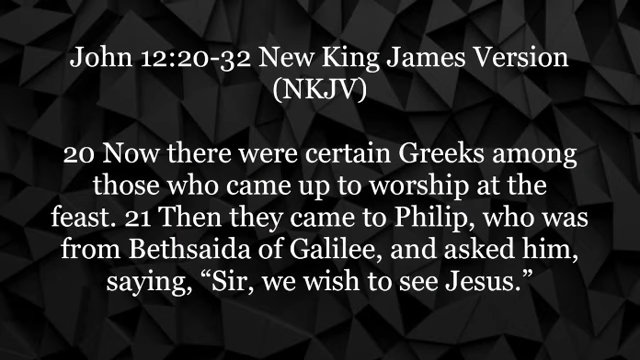 John 12:20-32 New King James Version
(NKJV)
20 Now there were certain Greeks among
those who came up to worship at the
feast. 21 Then they came to Philip, who was
from Bethsaida of Galilee, and asked him,
saying, “Sir, we wish to see Jesus.”